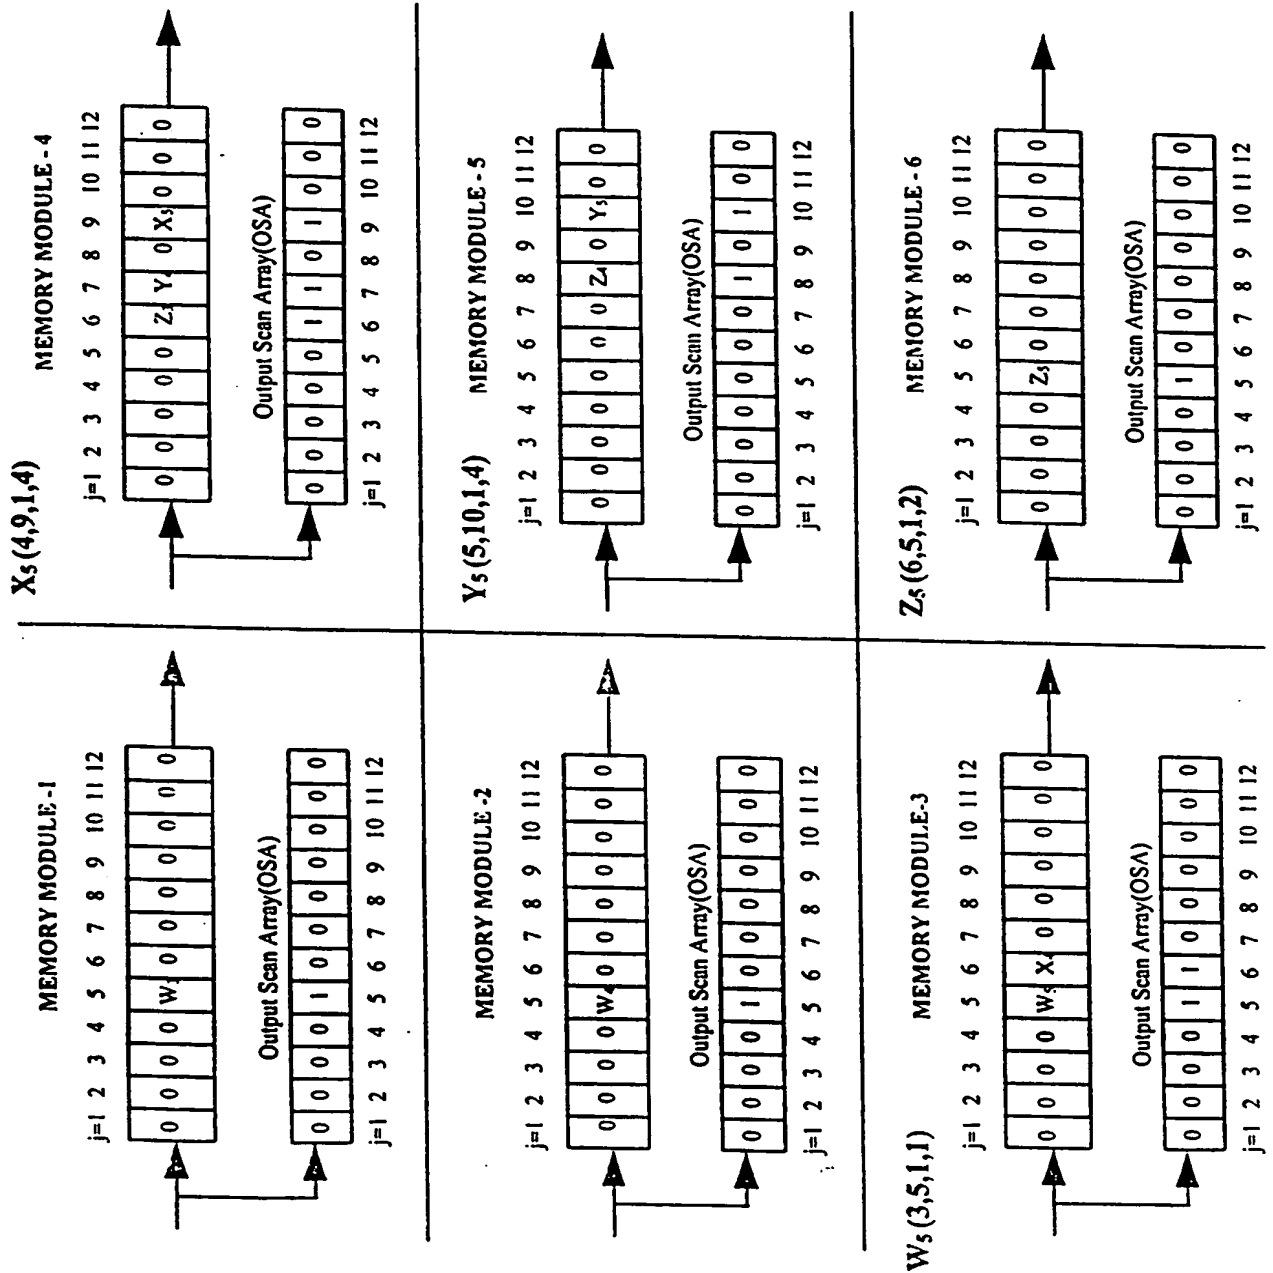 MEMORY MODULE -1
j=1 2 3 4 5 6 7 8 9 10 11 12
0 0 0 0 W₃ 0 0 0 0 0 0 0
Output Scan Array(OSA)
0 0 0 0 1 0 0 0 0 0 0 0
j=1 2 3 4 5 6 7 8 9 10 11 12
X₅(4,9,1,4)
MEMORY MODULE - 4
j=1 2 3 4 5 6 7 8 9 10 11 12
0 0 0 0 0 Z₃ Y₄ 0 X₅ 0 0 0
Output Scan Array(OSA)
0 0 0 0 0 1 1 0 1 0 0 0
j=1 2 3 4 5 6 7 8 9 10 11 12
MEMORY MODULE -2
j=1 2 3 4 5 6 7 8 9 10 11 12
0 0 0 0 W₄ 0 0 0 0 0 0 0
Output Scan Array(OSA)
0 0 0 0 1 0 0 0 0 0 0 0
j=1 2 3 4 5 6 7 8 9 10 11 12
Y₅(5,10,1,4)
MEMORY MODULE - 5
j=1 2 3 4 5 6 7 8 9 10 11 12
0 0 0 0 0 0 0 Z₄ 0 Y₅ 0 0
Output Scan Array(OSA)
0 0 0 0 0 0 0 1 0 1 0 0
j=1 2 3 4 5 6 7 8 9 10 11 12
W₅(3,5,1,1)
MEMORY MODULE-3
j=1 2 3 4 5 6 7 8 9 10 11 12
0 0 0 0 W₅ X₄ 0 0 0 0 0 0
Output Scan Array(OSA)
0 0 0 0 1 1 0 0 0 0 0 0
j=1 2 3 4 5 6 7 8 9 10 11 12
Z₅(6,5,1,2)
MEMORY MODULE - 6
j=1 2 3 4 5 6 7 8 9 10 11 12
0 0 0 0 Z₅ 0 0 0 0 0 0 0
Output Scan Array(OSA)
0 0 0 0 1 0 0 0 0 0 0 0
j=1 2 3 4 5 6 7 8 9 10 11 12